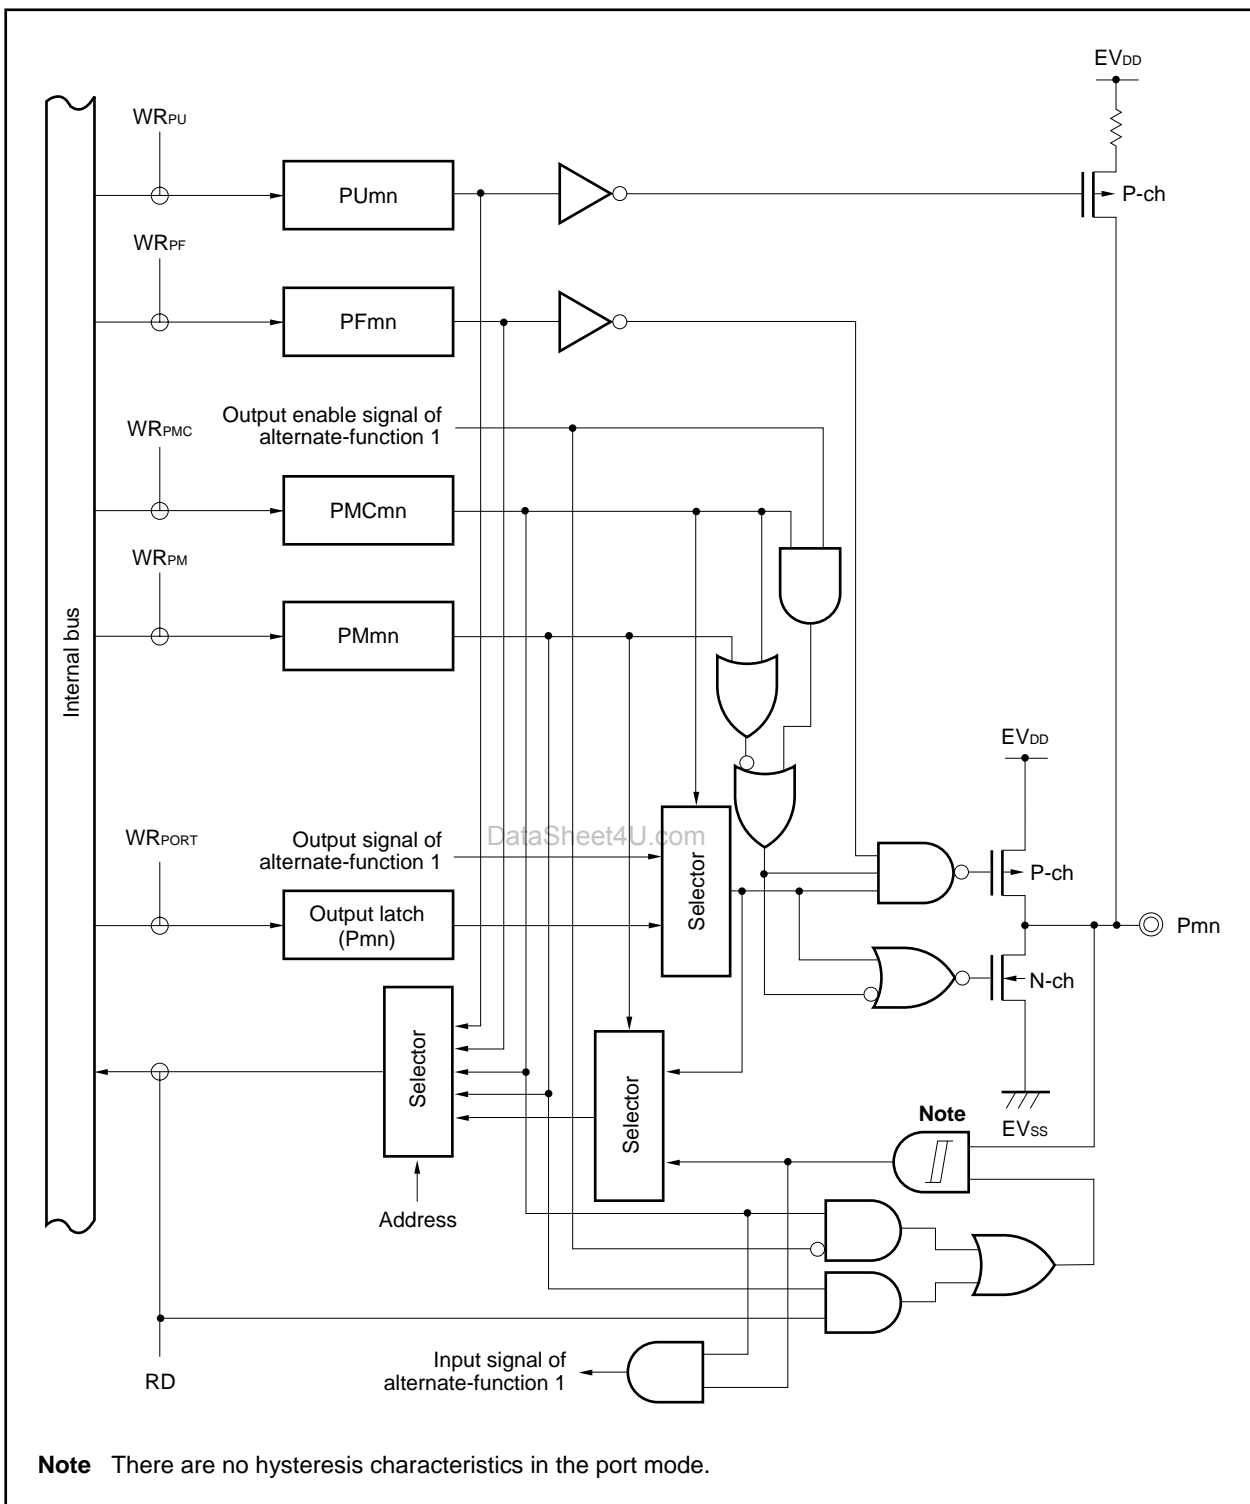 EVDD
WRPU
PUmn
P-ch
WRPF
PFmn
Output enable signal of
alternate-function 1
WRPMC
PMCmn
WRPM
PMmn
Internal bus
EVDD
WRPORT
Output signal of
alternate-function 1
DataSheet4U.com
Selector
P-ch
Output latch
(Pmn)
Pmn
N-ch
Selector
Selector
Note
EVSS
Address
RD
Input signal of
alternate-function 1
Note There are no hysteresis characteristics in the port mode.